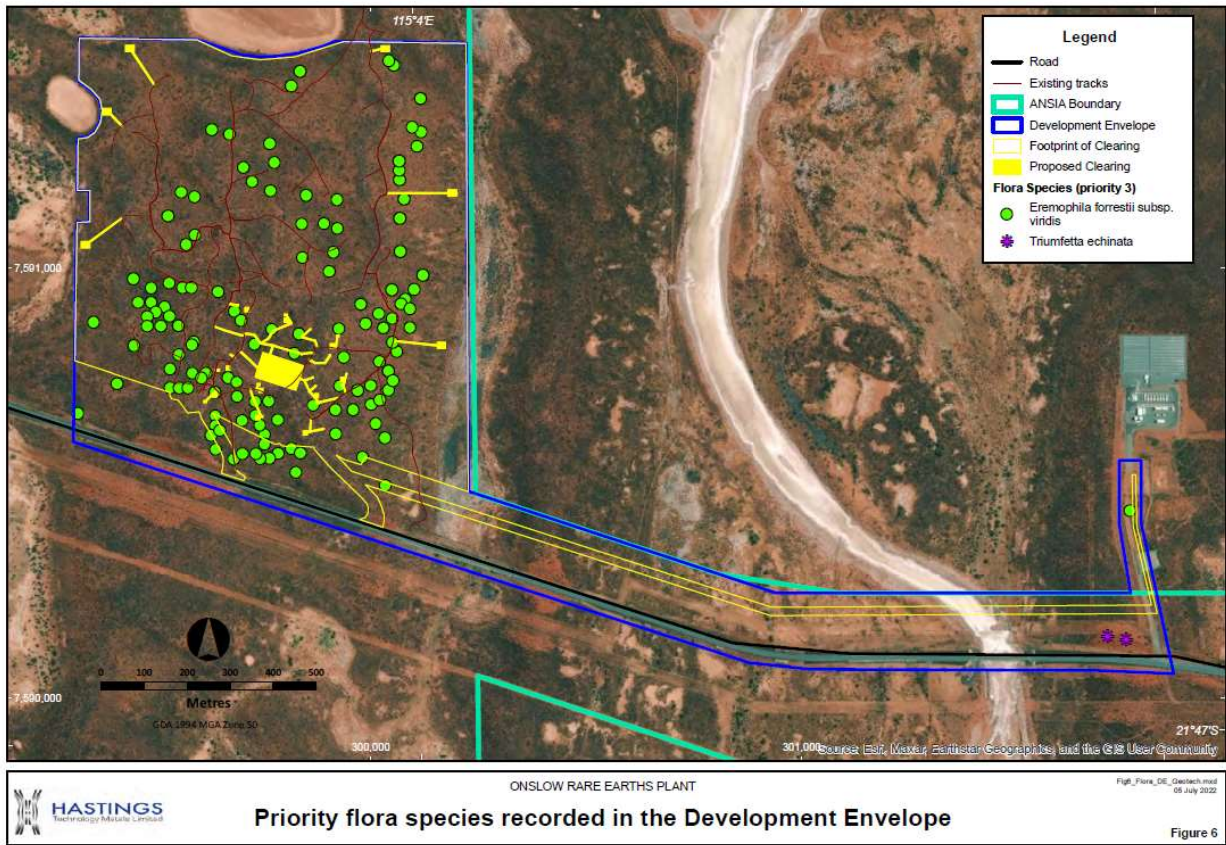 115°4'E
Legend
Road
Existing tracks
ANSIA Boundary
Development Envelope
Footprint of Clearing
Proposed Clearing
Flora Species (priority 3)
Eremophila forrestii subsp.
viridis
Triumfetta echinata
7,591,000
0 100 200 300 400 500
Metres
GDA 1994 MGA Zone 50
7,590,000
300,000
301,000
21°47'S
Source: Esri, Maxar, Earthstar Geographics, and the GIS User Community
HASTINGS
Technology Metals Limited
ONSLOW RARE EARTHS PLANT
Priority flora species recorded in the Development Envelope
Fig6_Flora_DE_Geotech.mxd
05 July 2022
Figure 6